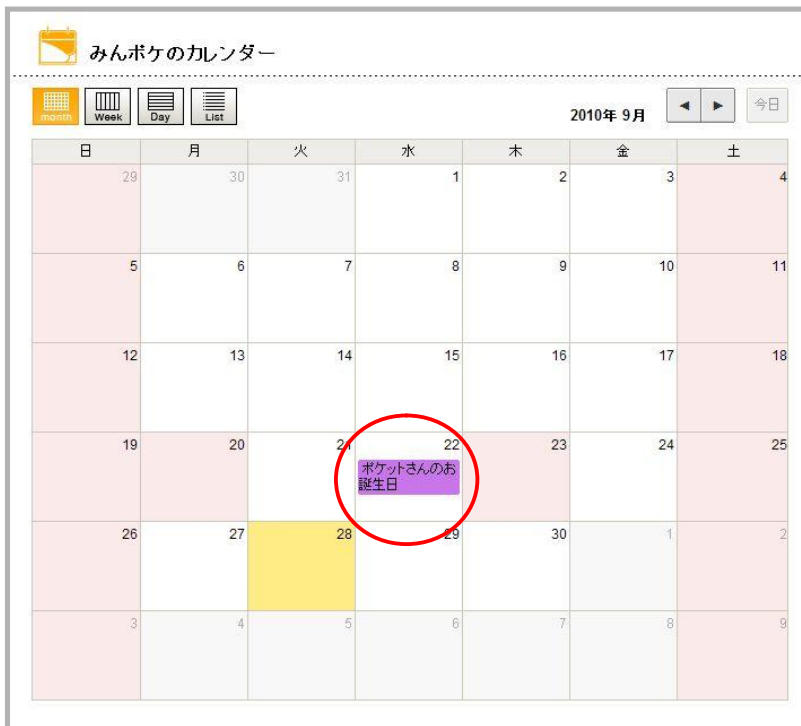 みんポケのカレンダー
month Week Day List 2010年 9月 ◀ ▶ 今日
日 月 火 水 木 金 土
29 30 31 1 2 3 4
5 6 7 8 9 10 11
12 13 14 15 16 17 18
19 20 21 22 23 24 25
ポケットさんのお
誕生日
26 27 28 29 30 1 2
3 4 5 6 7 8 9